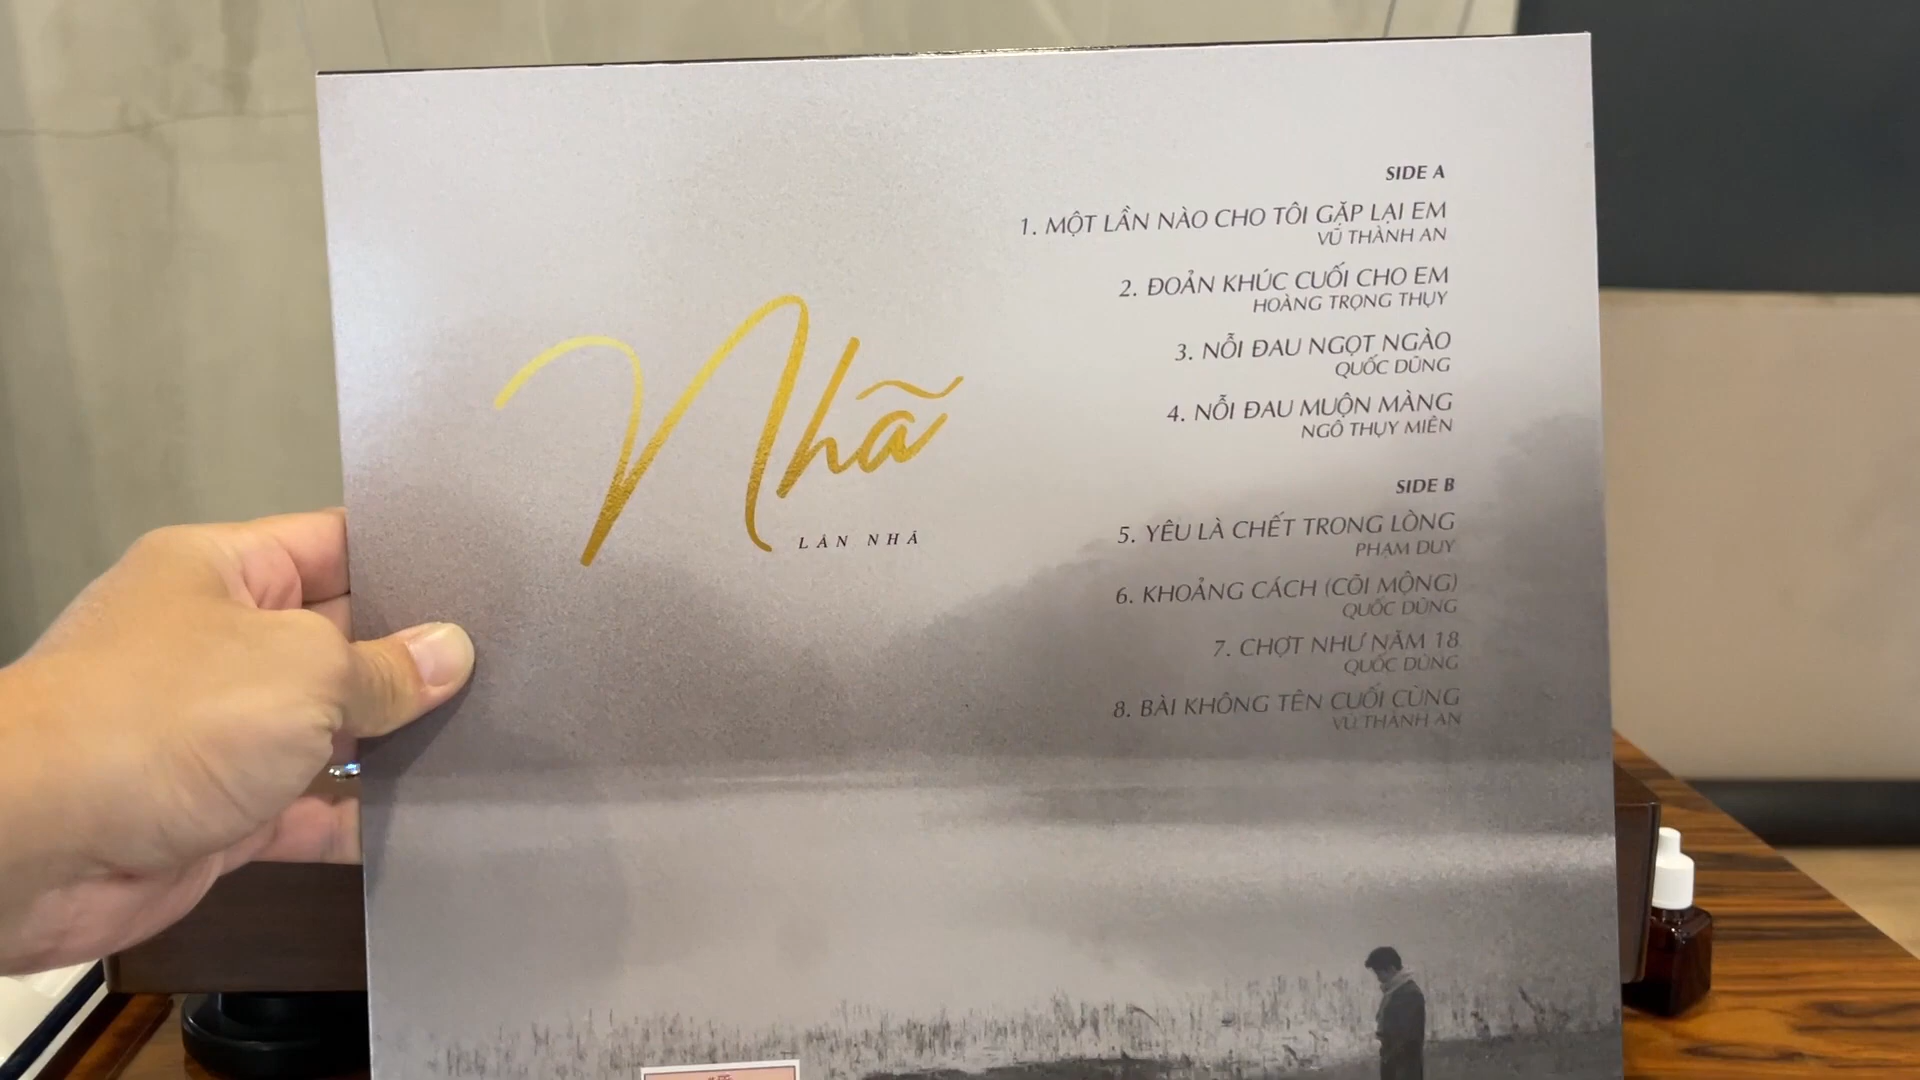 Nhã
LÂN NHÃ
SIDE A
1. MỘT LẦN NÀO CHO TÔI GẶP LẠI EM
VŨ THÀNH AN
2. ĐOẢN KHÚC CUỐI CHO EM
HOÀNG TRỌNG THỤY
3. NỖI ĐAU NGỌT NGÀO
QUỐC DŨNG
4. NỖI ĐAU MUỘN MÀNG
NGÔ THỤY MIÊN
SIDE B
5. YÊU LÀ CHẾT TRONG LÒNG
PHẠM DUY
6. KHOẢNG CÁCH (CÕI MỘNG)
QUỐC DŨNG
7. CHỢT NHƯ NĂM 18
QUỐC DŨNG
8. BÀI KHÔNG TÊN CUỐI CÙNG
VŨ THÀNH AN